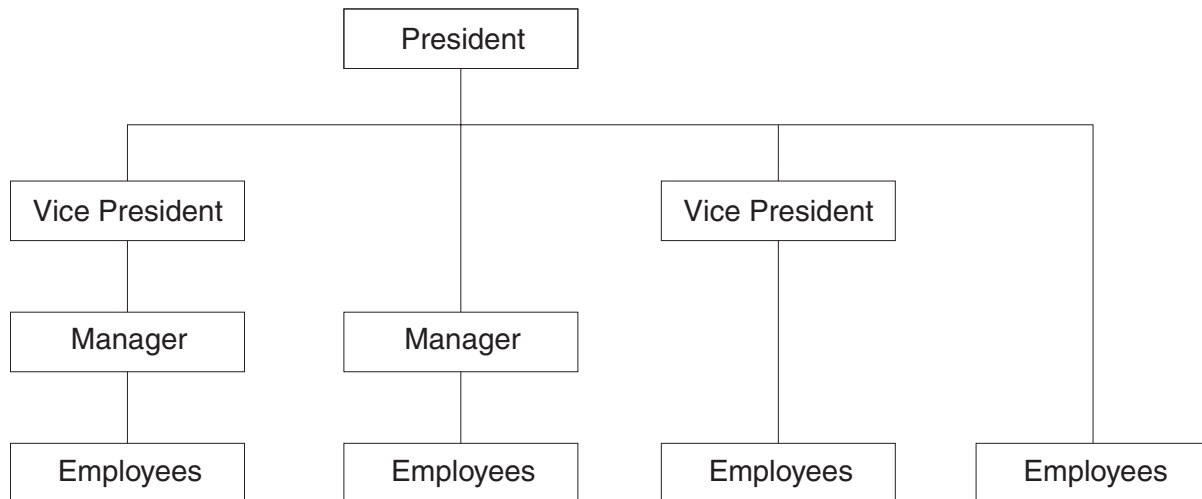 President
Vice President
Vice President
Manager
Manager
Employees
Employees
Employees
Employees